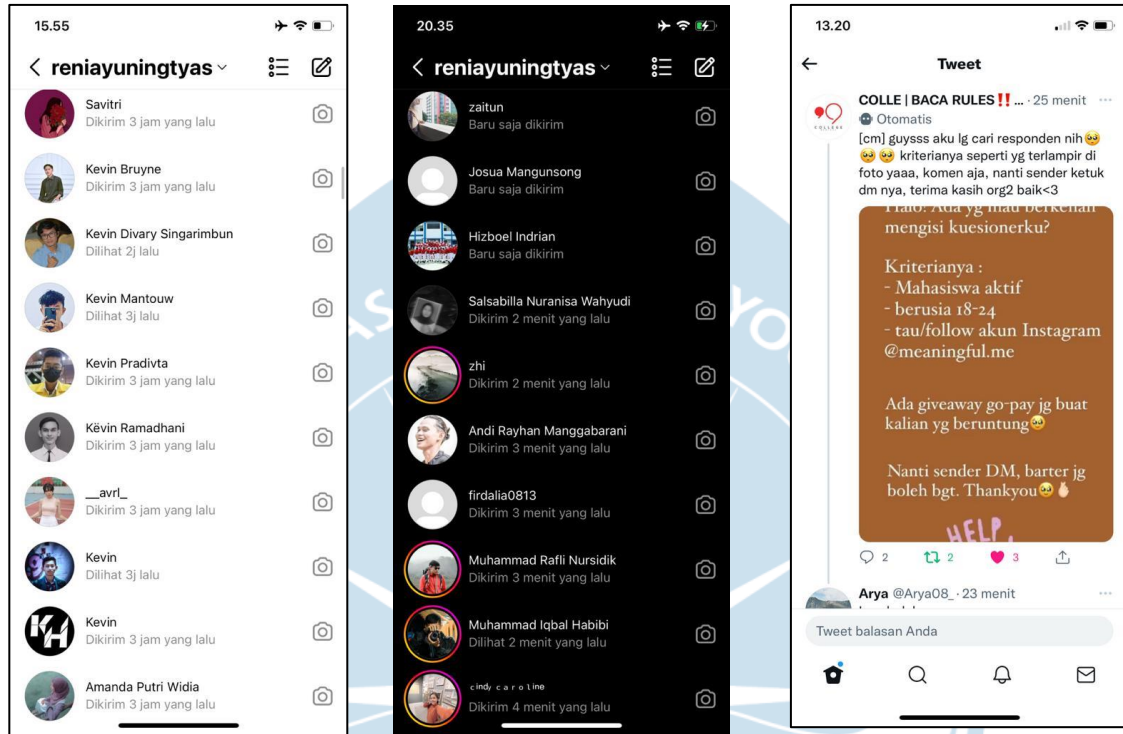 15.55
reniayuningtyas
Savitri
Dikirim 3 jam yang lalu
Kevin Bruyne
Dikirim 3 jam yang lalu
Kevin Divary Singarimbun
Dilihat 2j lalu
Kevin Mantouw
Dilihat 3j lalu
Kevin Pradivta
Dikirim 3 jam yang lalu
Këvin Ramadhani
Dikirim 3 jam yang lalu
__avrl_
Dikirim 3 jam yang lalu
Kevin
Dilihat 3j lalu
KH
Kevin
Dikirim 3 jam yang lalu
Amanda Putri Widia
Dikirim 3 jam yang lalu
20.35
reniayuningtyas
zaitun
Baru saja dikirim
Josua Mangunsong
Baru saja dikirim
Hizboel Indrian
Baru saja dikirim
Salsabilla Nuranisa Wahyudi
Dikirim 2 menit yang lalu
zhi
Dikirim 2 menit yang lalu
Andi Rayhan Manggabarani
Dikirim 3 menit yang lalu
firdalia0813
Dikirim 3 menit yang lalu
Muhammad Rafli Nursidik
Dikirim 3 menit yang lalu
Muhammad Iqbal Habibi
Dilihat 2 menit yang lalu
cindy caroline
Dikirim 4 menit yang lalu
13.20
Tweet
COLLE | BACA RULES‼️ ... · 25 menit
Otomatis
[cm] guysss aku lg cari responden nih🥺
🥺🥺 kriterianya seperti yg terlampir di
foto yaaa, komen aja, nanti sender ketuk
dm nya, terima kasih org2 baik<3
Halo! Ada yg mau berkenan
mengisi kuesionerku?
Kriterianya :
- Mahasiswa aktif
- berusia 18-24
- tau/follow akun Instagram
@meaningful.me
Ada giveaway go-pay jg buat
kalian yg beruntung🥺
Nanti sender DM, barter jg
boleh bgt. Thankyou🥺🫰🏻
HELP.
2 2 3
Arya @Arya08_ · 23 menit
Tweet balasan Anda